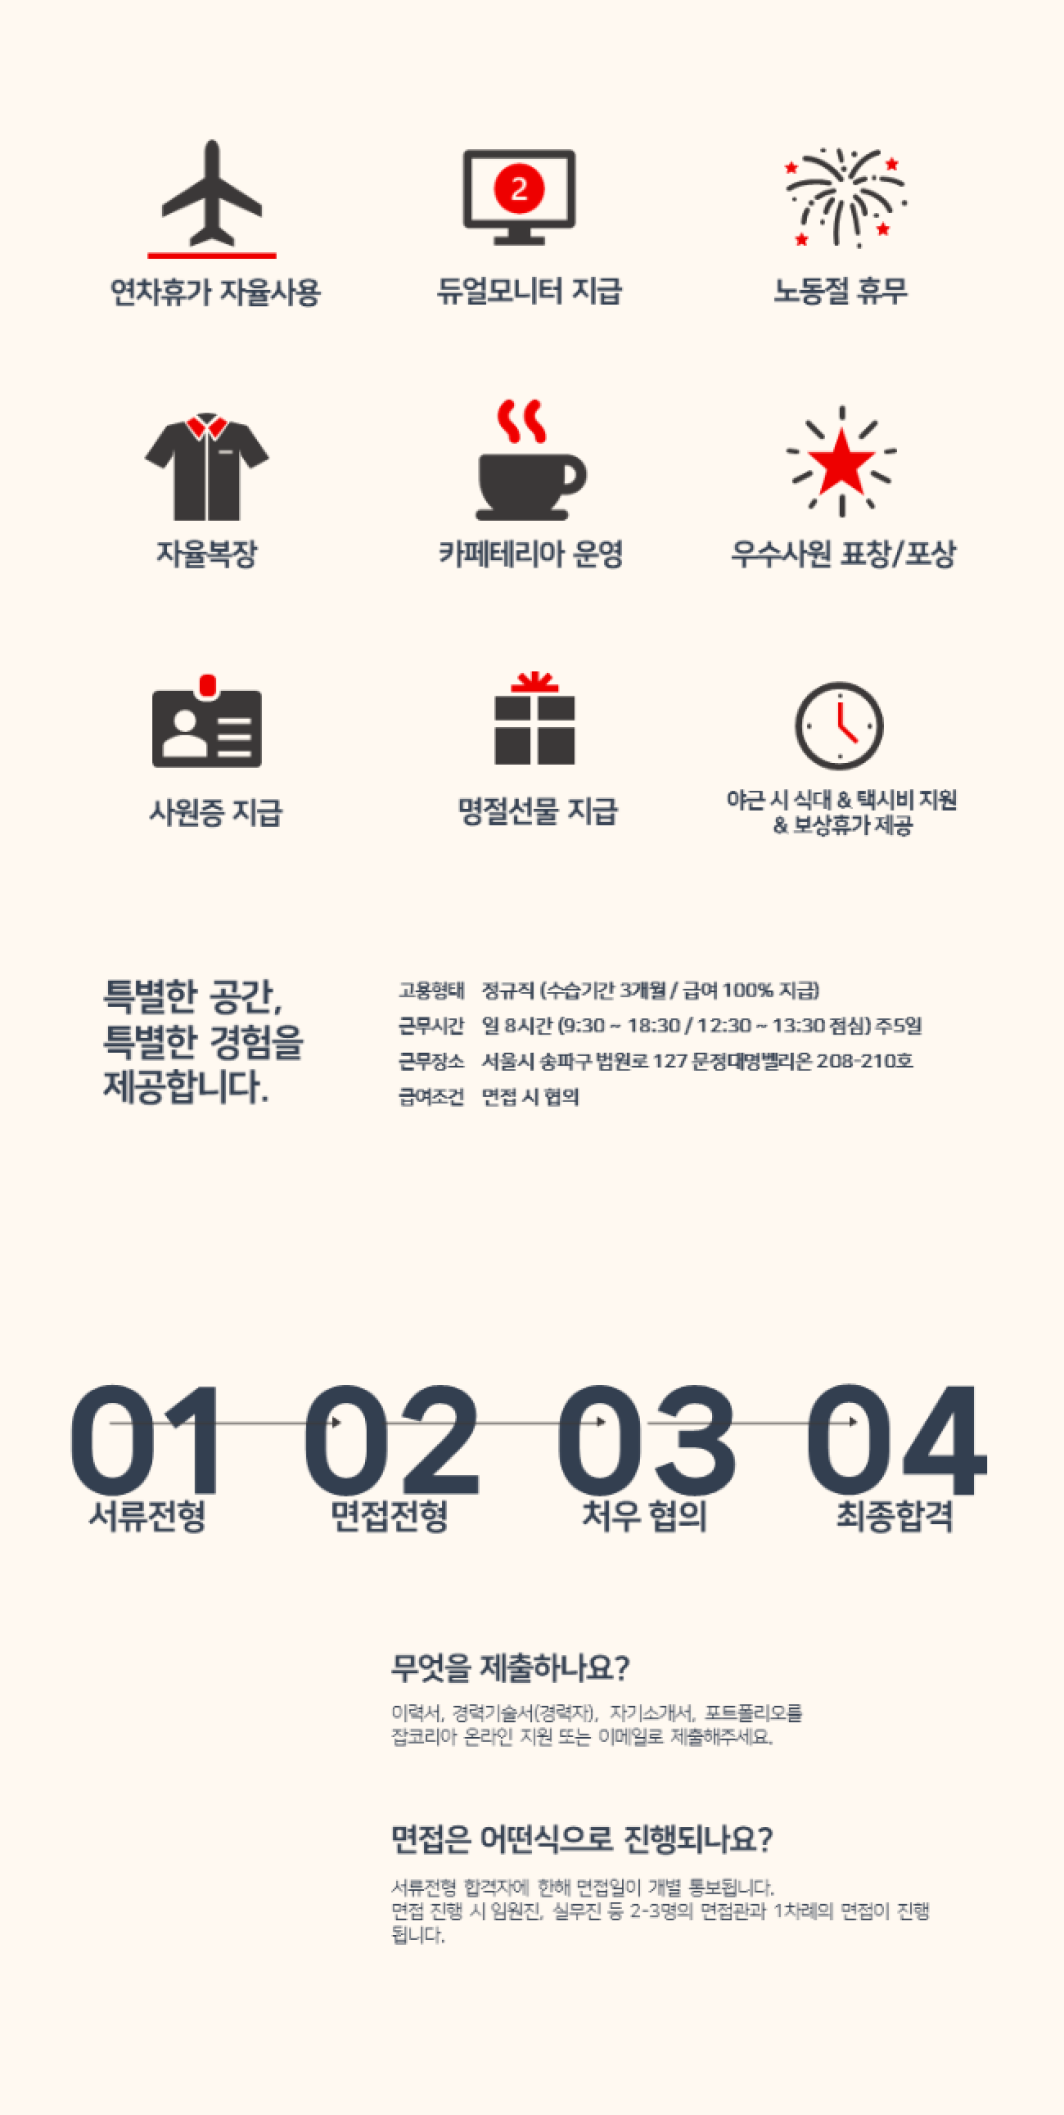 2
연차휴가 자율사용
듀얼모니터 지급
노동절 휴무
자율복장
카페테리아 운영
우수사원 표창/포상
사원증 지급
명절선물 지급
야근 시 식대 & 택시비 지원
& 보상휴가 제공
특별한 공간,
특별한 경험을
제공합니다.
고용형태 정규직 (수습기간 3개월 / 급여 100% 지급)
근무시간 일 8시간 (9:30 ~ 18:30 / 12:30 ~ 13:30 점심) 주5일
근무장소 서울시 송파구 법원로 127 문정대명벨리온 208-210호
급여조건 면접 시 협의
01 02 03 04
서류전형 면접전형 처우 협의 최종합격
무엇을 제출하나요?
이력서, 경력기술서(경력자), 자기소개서, 포트폴리오를
잡코리아 온라인 지원 또는 이메일로 제출해주세요.
면접은 어떤식으로 진행되나요?
서류전형 합격자에 한해 면접일이 개별 통보됩니다.
면접 진행 시 임원진, 실무진 등 2-3명의 면접관과 1차례의 면접이 진행
됩니다.